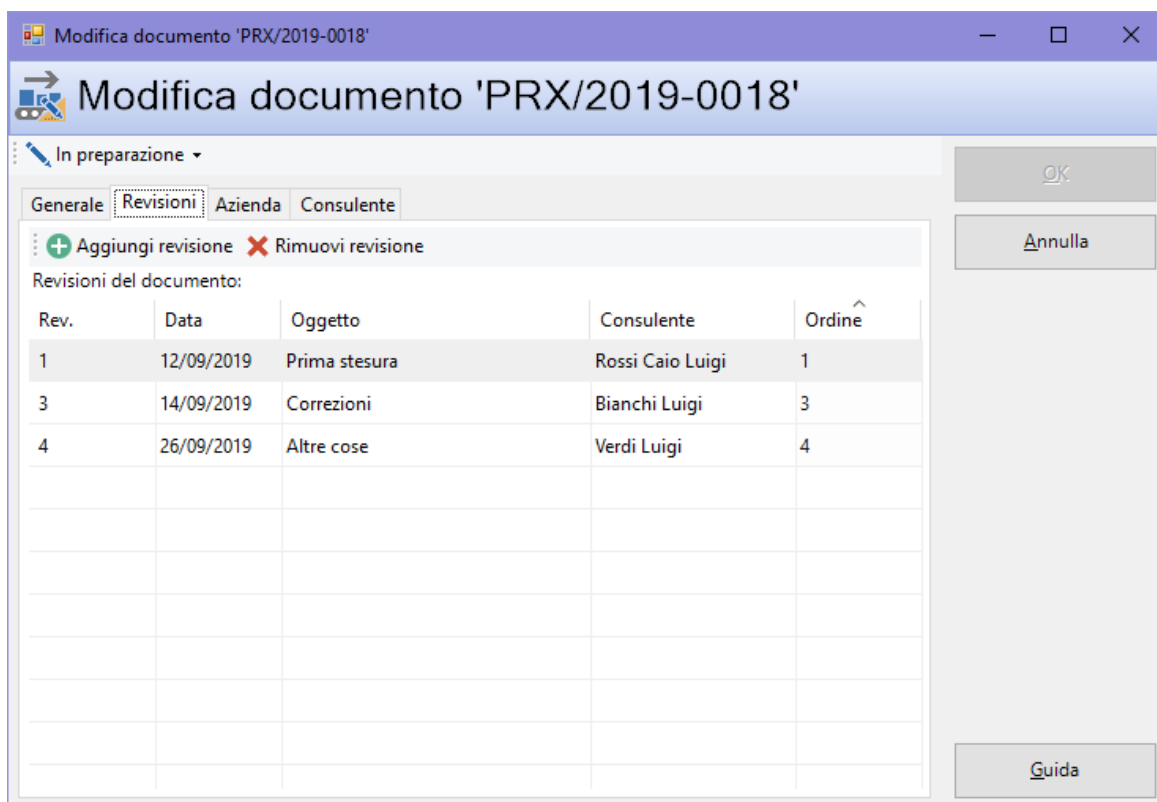 Modifica documento 'PRX/2019-0018'
Modifica documento 'PRX/2019-0018'
In preparazione
OK
Generale Revisioni Azienda Consulente
Annulla
Aggiungi revisione Rimuovi revisione
Revisioni del documento:
Rev. Data Oggetto Consulente Ordine
1 12/09/2019 Prima stesura Rossi Caio Luigi 1
3 14/09/2019 Correzioni Bianchi Luigi 3
4 26/09/2019 Altre cose Verdi Luigi 4
Guida